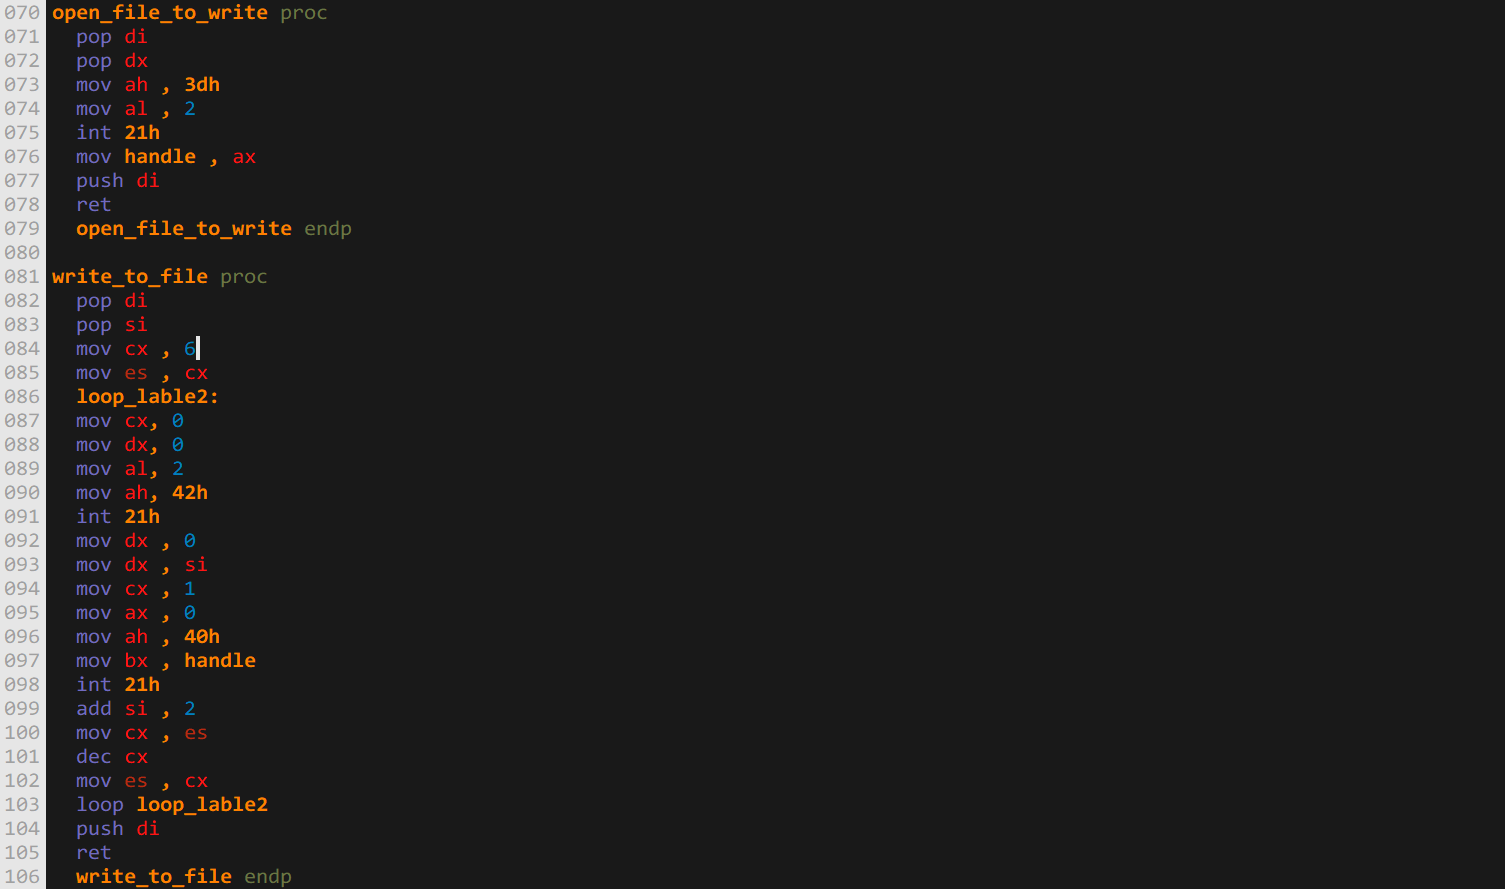 070 open_file_to_write proc
071 pop di
072 pop dx
073 mov ah , 3dh
074 mov al , 2
075 int 21h
076 mov handle , ax
077 push di
078 ret
079 open_file_to_write endp
080
081 write_to_file proc
082 pop di
083 pop si
084 mov cx , 6
085 mov es , cx
086 loop_lable2:
087 mov cx, 0
088 mov dx, 0
089 mov al, 2
090 mov ah, 42h
091 int 21h
092 mov dx , 0
093 mov dx , si
094 mov cx , 1
095 mov ax , 0
096 mov ah , 40h
097 mov bx , handle
098 int 21h
099 add si , 2
100 mov cx , es
101 dec cx
102 mov es , cx
103 loop loop_lable2
104 push di
105 ret
106 write_to_file endp